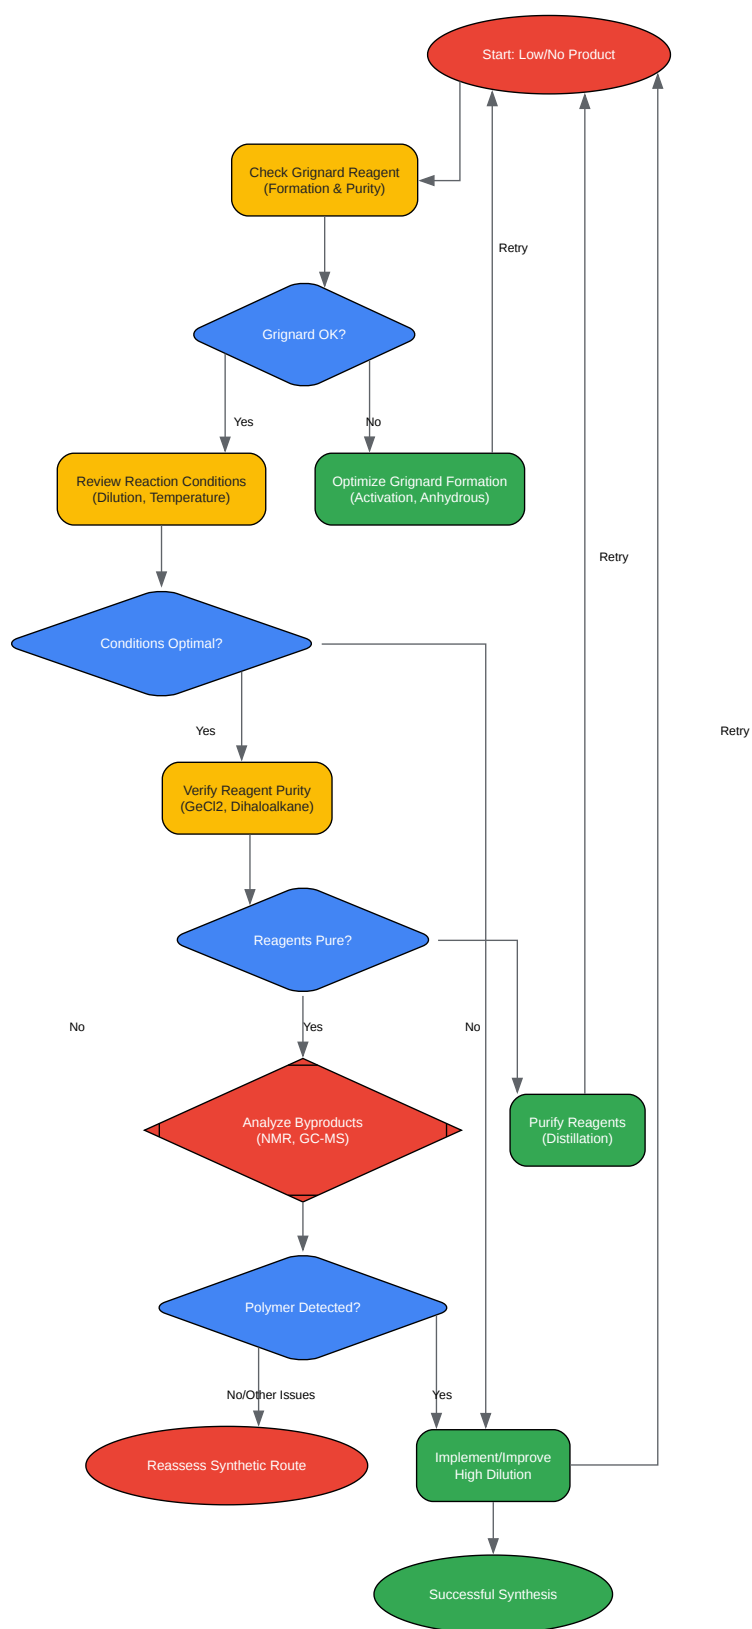 Start: Low/No Product
Check Grignard Reagent
(Formation & Purity)
Retry
Grignard OK?
Yes
No
Review Reaction Conditions
(Dilution, Temperature)
Optimize Grignard Formation
(Activation, Anhydrous)
Retry
Conditions Optimal?
Yes
Retry
Verify Reagent Purity
(GeCl2, Dihaloalkane)
Reagents Pure?
No
Yes
No
Analyze Byproducts
(NMR, GC-MS)
Purify Reagents
(Distillation)
Polymer Detected?
No/Other Issues
Yes
Reassess Synthetic Route
Implement/Improve
High Dilution
Successful Synthesis